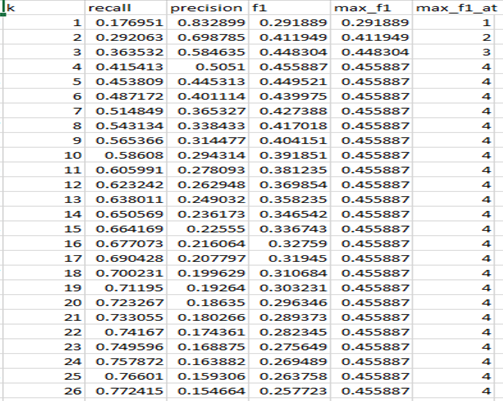 k recall precision f1 max_f1 max_f1_at
1 0.176951 0.832899 0.291889 0.291889 1
2 0.292063 0.698785 0.411949 0.411949 2
3 0.363532 0.584635 0.448304 0.448304 3
4 0.415413 0.5051 0.455887 0.455887 4
5 0.453809 0.445313 0.449521 0.455887 4
6 0.487172 0.401114 0.439975 0.455887 4
7 0.514849 0.365327 0.427388 0.455887 4
8 0.543134 0.338433 0.417018 0.455887 4
9 0.565366 0.314477 0.404151 0.455887 4
10 0.58608 0.294314 0.391851 0.455887 4
11 0.605991 0.278093 0.381235 0.455887 4
12 0.623242 0.262948 0.369854 0.455887 4
13 0.638011 0.249032 0.358235 0.455887 4
14 0.650569 0.236173 0.346542 0.455887 4
15 0.664169 0.22555 0.336743 0.455887 4
16 0.677073 0.216064 0.32759 0.455887 4
17 0.690428 0.207797 0.31945 0.455887 4
18 0.700231 0.199629 0.310684 0.455887 4
19 0.71195 0.19264 0.303231 0.455887 4
20 0.723267 0.18635 0.296346 0.455887 4
21 0.733055 0.180266 0.289373 0.455887 4
22 0.74167 0.174361 0.282345 0.455887 4
23 0.749596 0.168875 0.275649 0.455887 4
24 0.757872 0.163882 0.269489 0.455887 4
25 0.76601 0.159306 0.263758 0.455887 4
26 0.772415 0.154664 0.257723 0.455887 4